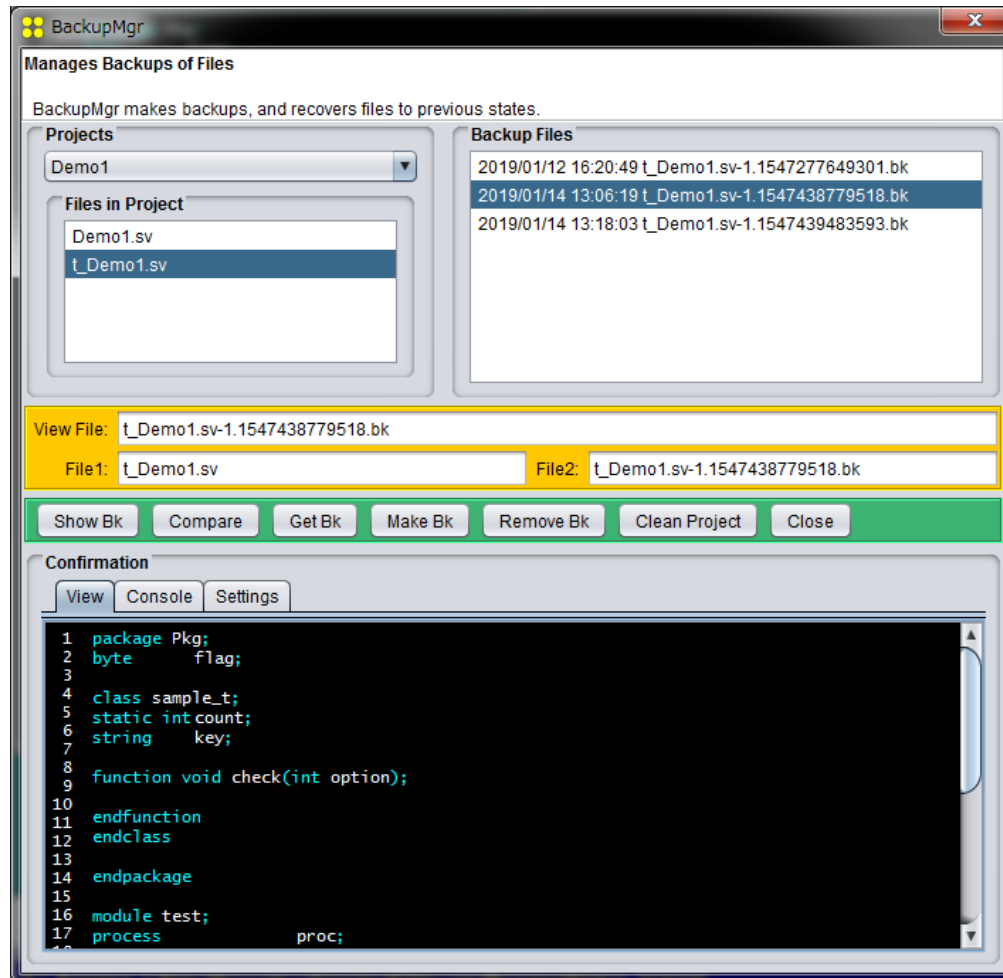 BackupMgr
Manages Backups of Files
BackupMgr makes backups, and recovers files to previous states.
Projects
Demo1
Files in Project
Demo1.sv
t_Demo1.sv
Backup Files
2019/01/12 16:20:49 t_Demo1.sv-1.1547277649301.bk
2019/01/14 13:06:19 t_Demo1.sv-1.1547438779518.bk
2019/01/14 13:18:03 t_Demo1.sv-1.1547439483593.bk
View File: t_Demo1.sv-1.1547438779518.bk
File1: t_Demo1.sv File2: t_Demo1.sv-1.1547438779518.bk
Show Bk Compare Get Bk Make Bk Remove Bk Clean Project Close
Confirmation
View Console Settings
1 package Pkg;
2 byte flag;
3
4 class sample_t;
5 static int count;
6 string key;
7
8
9 function void check(int option);
10
11 endfunction
12 endclass
13
14 endpackage
15
16 module test;
17 process proc;